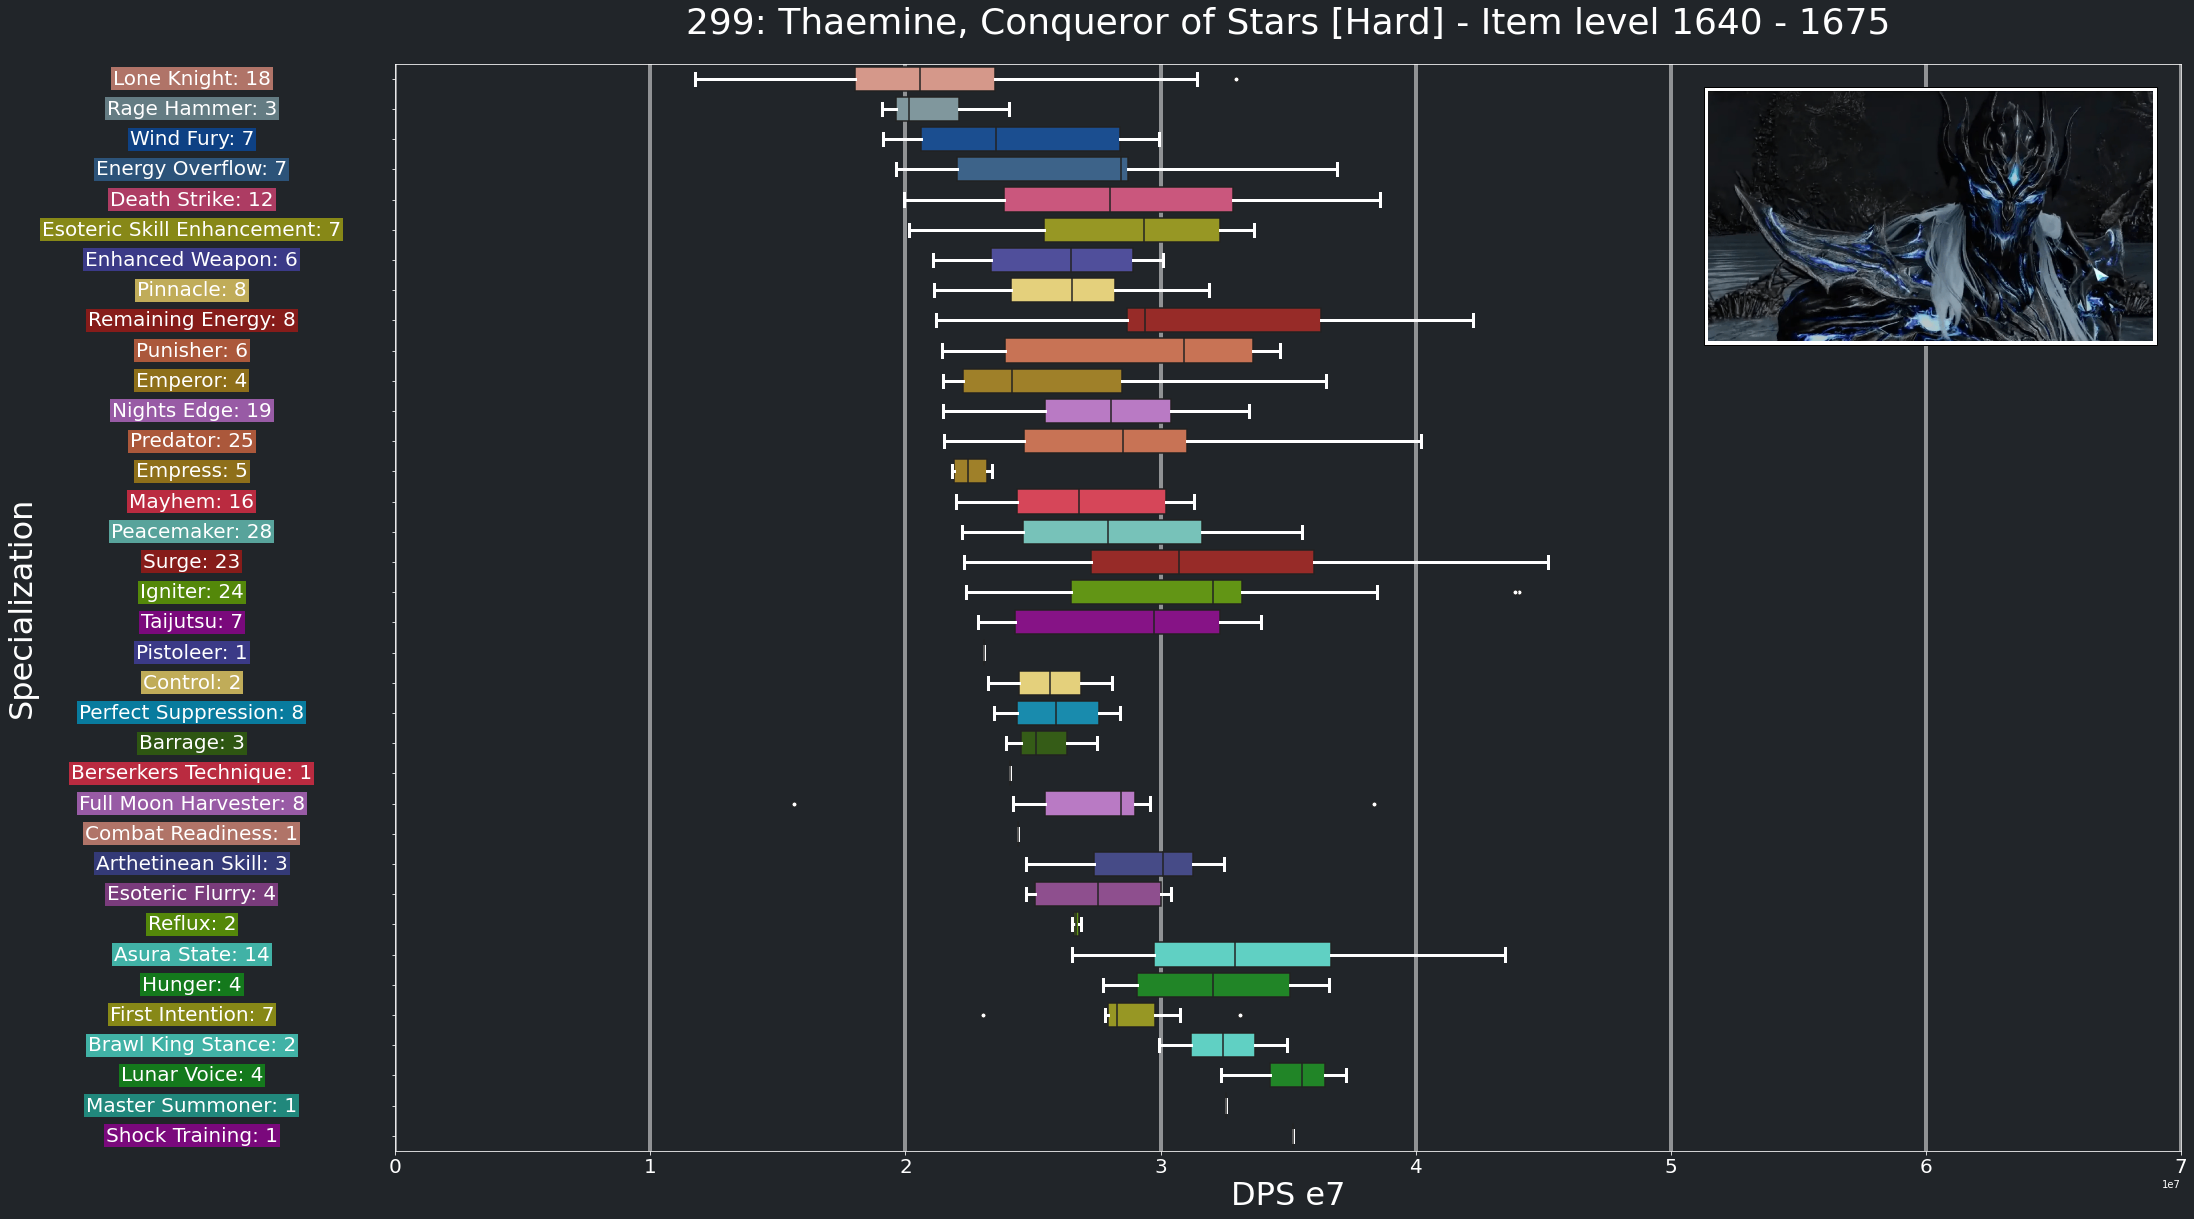 299: Thaemine, Conqueror of Stars [Hard] - Item level 1640 - 1675
Specialization
Lone Knight: 18
Rage Hammer: 3
Wind Fury: 7
Energy Overflow: 7
Death Strike: 12
Esoteric Skill Enhancement: 7
Enhanced Weapon: 6
Pinnacle: 8
Remaining Energy: 8
Punisher: 6
Emperor: 4
Nights Edge: 19
Predator: 25
Empress: 5
Mayhem: 16
Peacemaker: 28
Surge: 23
Igniter: 24
Taijutsu: 7
Pistoleer: 1
Control: 2
Perfect Suppression: 8
Barrage: 3
Berserkers Technique: 1
Full Moon Harvester: 8
Combat Readiness: 1
Arthetinean Skill: 3
Esoteric Flurry: 4
Reflux: 2
Asura State: 14
Hunger: 4
First Intention: 7
Brawl King Stance: 2
Lunar Voice: 4
Master Summoner: 1
Shock Training: 1
0 1 2 3 4 5 6 7
1e7
DPS e7